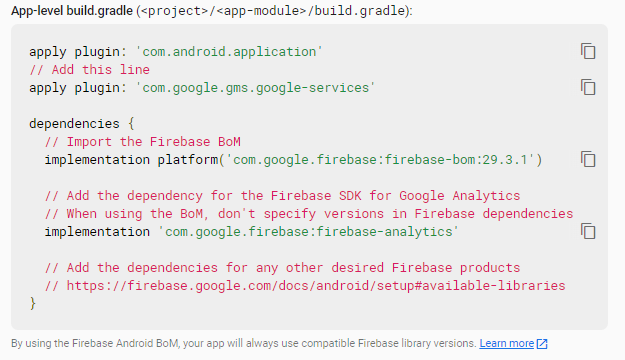 App-level build.gradle (<project>/<app-module>/build.gradle):
apply plugin: 'com.android.application'
// Add this line
apply plugin: 'com.google.gms.google-services'
dependencies {
// Import the Firebase BoM
implementation platform('com.google.firebase:firebase-bom:29.3.1')
// Add the dependency for the Firebase SDK for Google Analytics
// When using the BoM, don't specify versions in Firebase dependencies
implementation 'com.google.firebase:firebase-analytics'
// Add the dependencies for any other desired Firebase products
// https://firebase.google.com/docs/android/setup#available-libraries
}
By using the Firebase Android BoM, your app will always use compatible Firebase library versions. Learn more